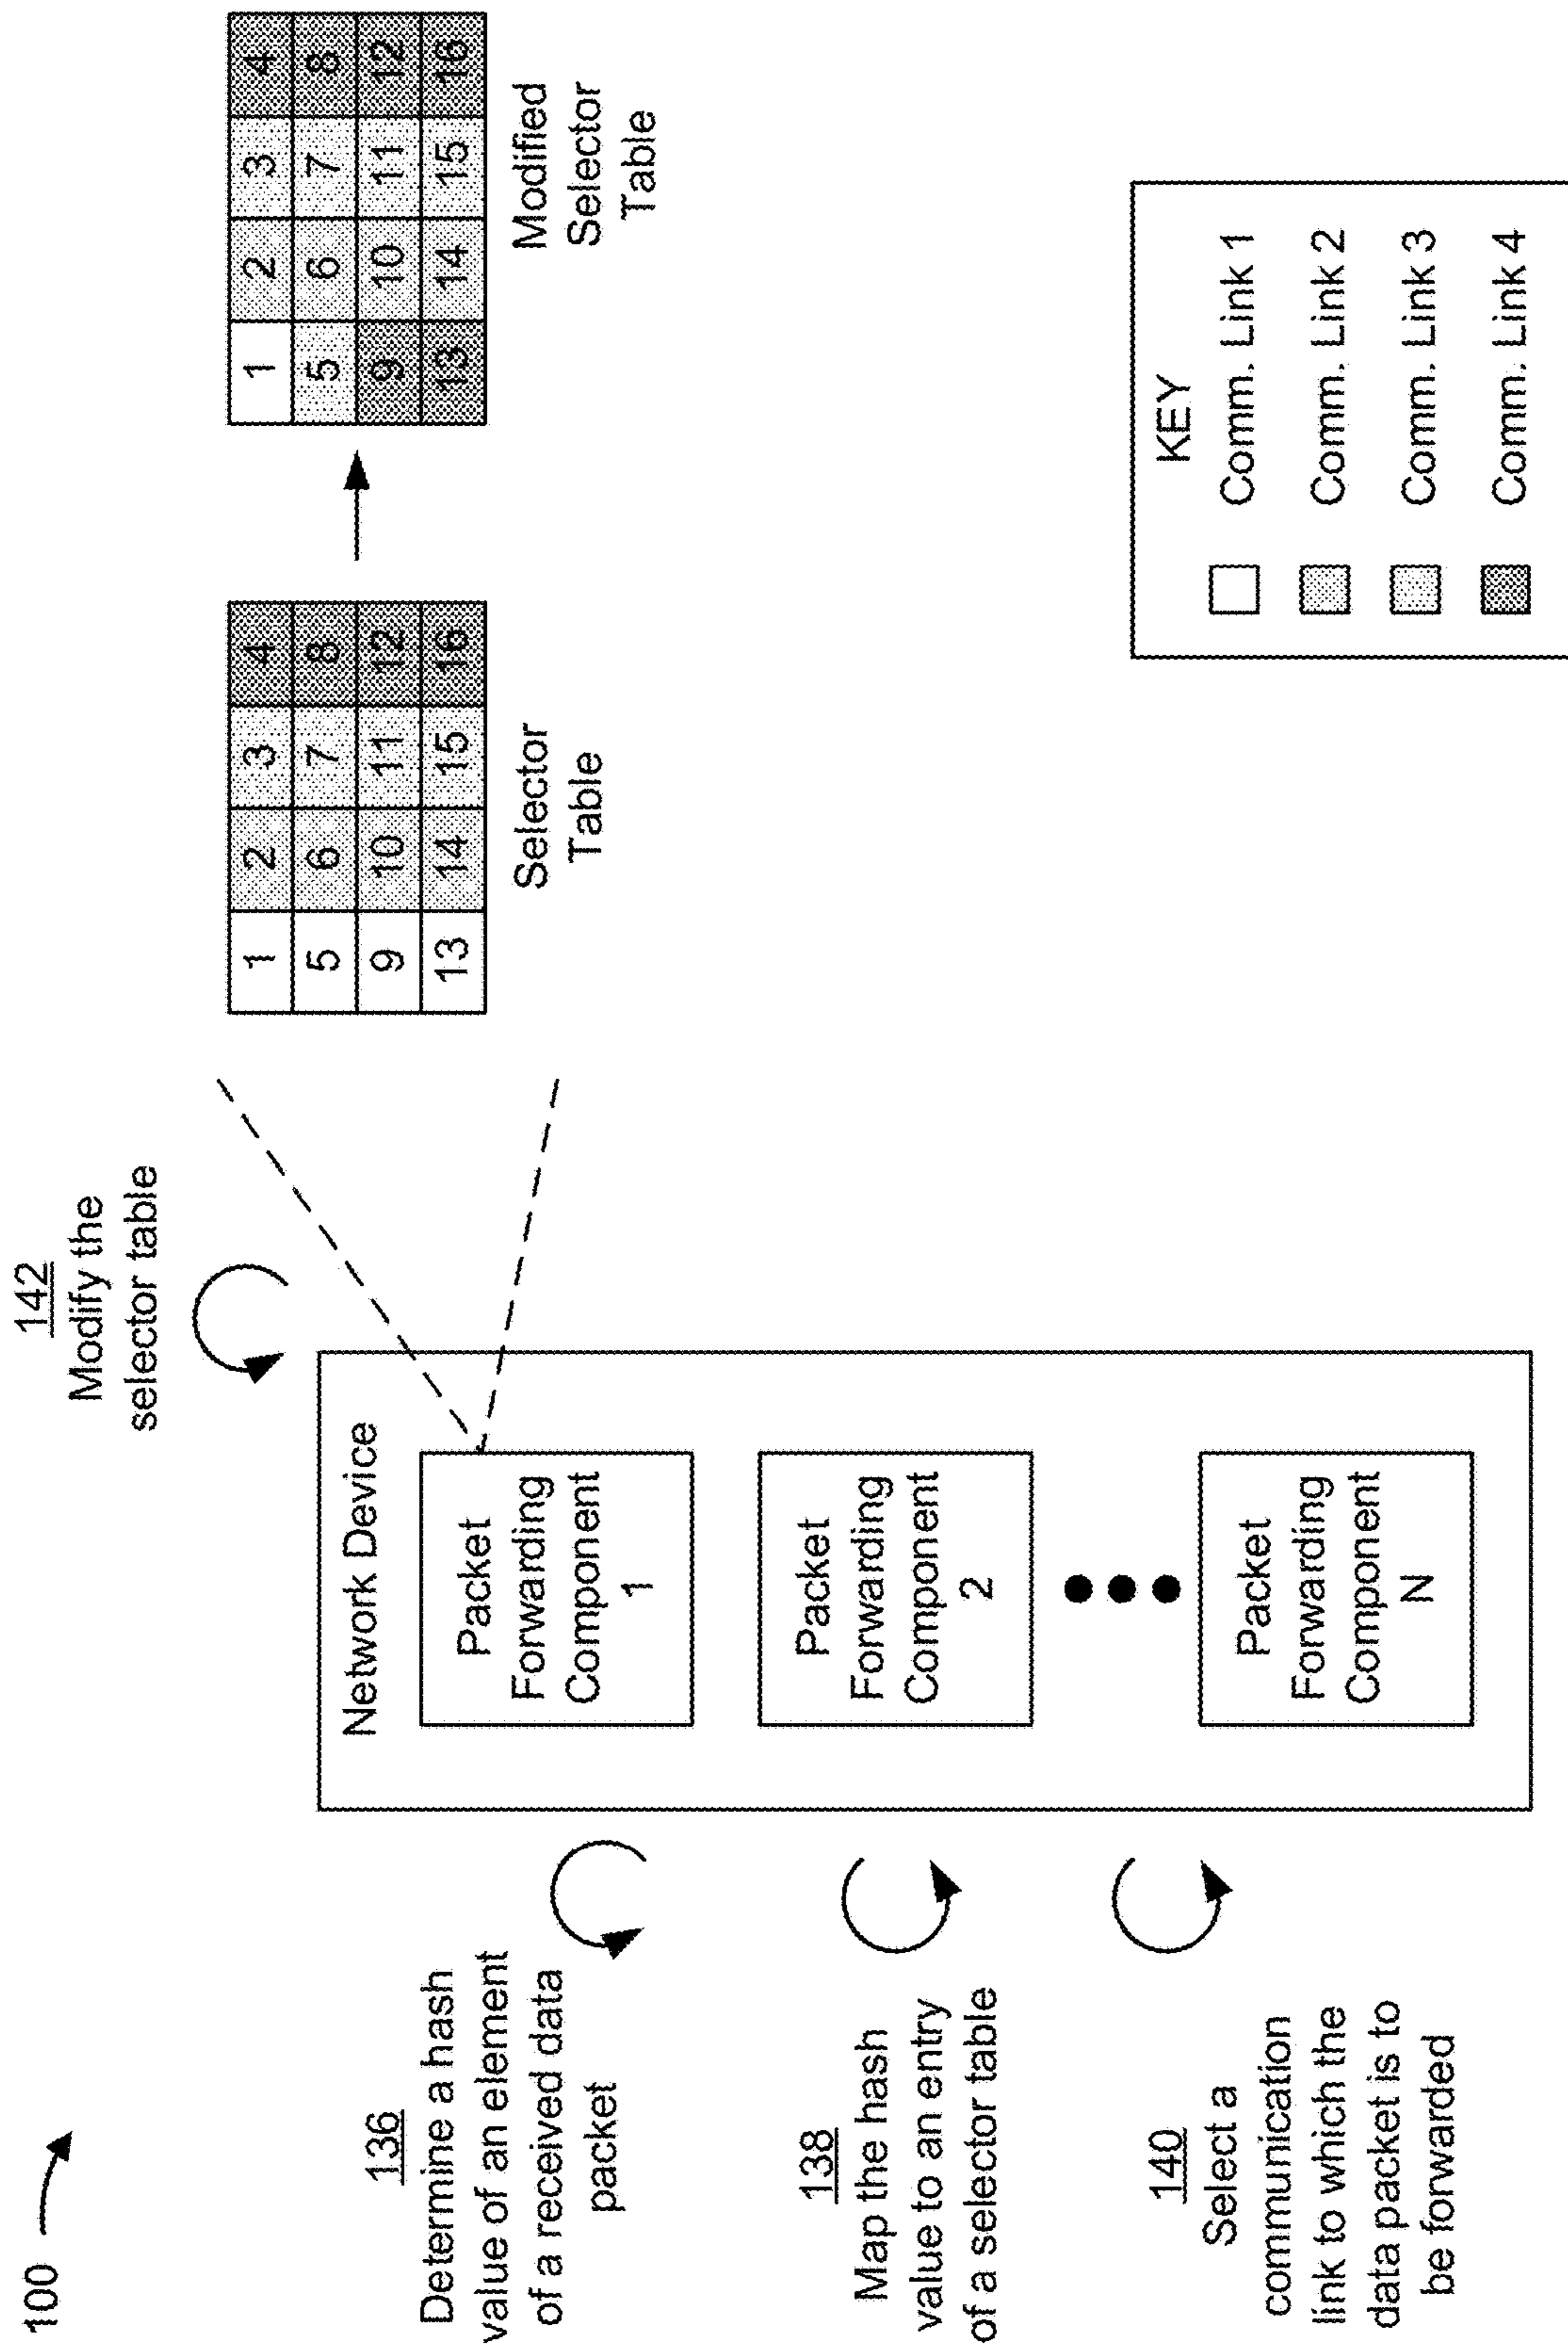 100
142
Modify the
selector table
136
Determine a hash
value of an element
of a received data
packet
138
Map the hash
value to an entry
of a selector table
140
Select a
communication
link to which the
data packet is to
be forwarded
Network Device
Packet
Forwarding
Component
1
Packet
Forwarding
Component
2
Packet
Forwarding
Component
N
1 2 3 4
5 6 7 8
9 10 11 12
13 14 15 16
Selector
Table
1 2 3 4
5 6 7 8
9 10 11 12
13 14 15 16
Modified
Selector
Table
KEY
Comm. Link 1
Comm. Link 2
Comm. Link 3
Comm. Link 4